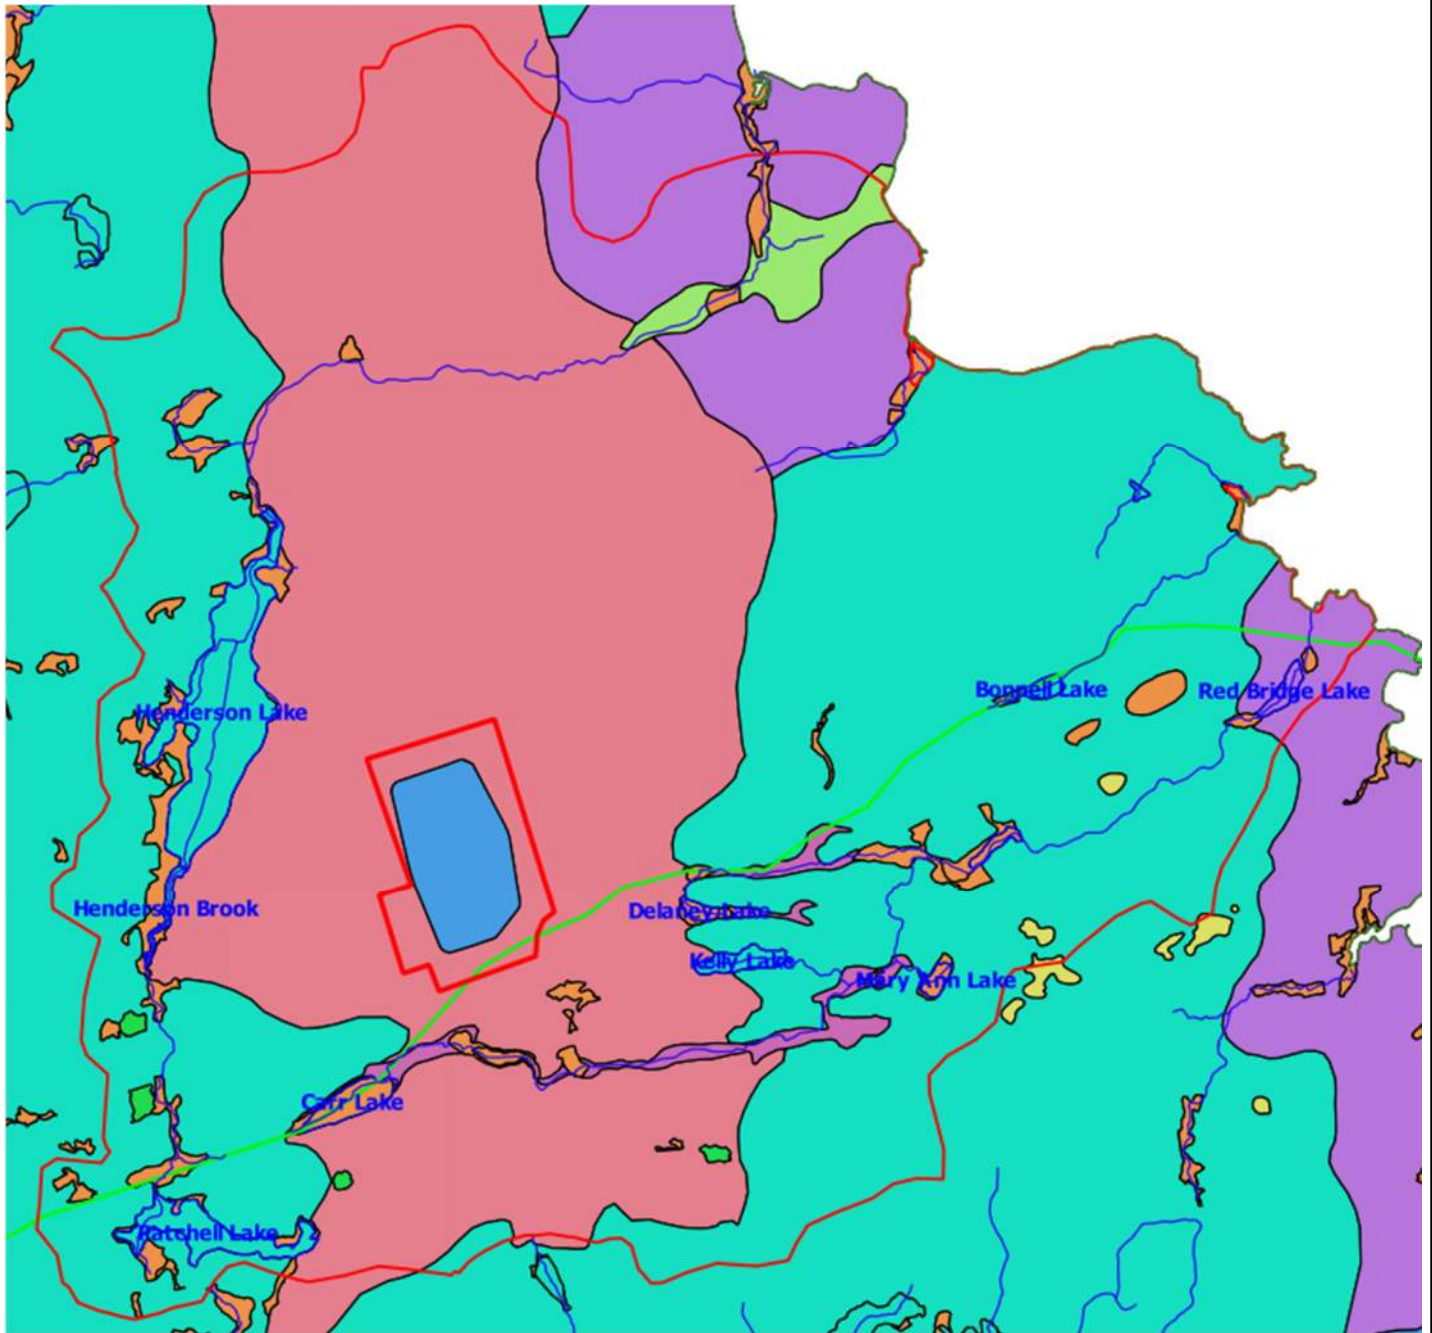 Bonnell Lake
Red Bridge Lake
Henderson Lake
Henderson Brook
Delaney Lake
Kelly Lake
Mary Ann Lake
Carr Lake
Patchell Lake